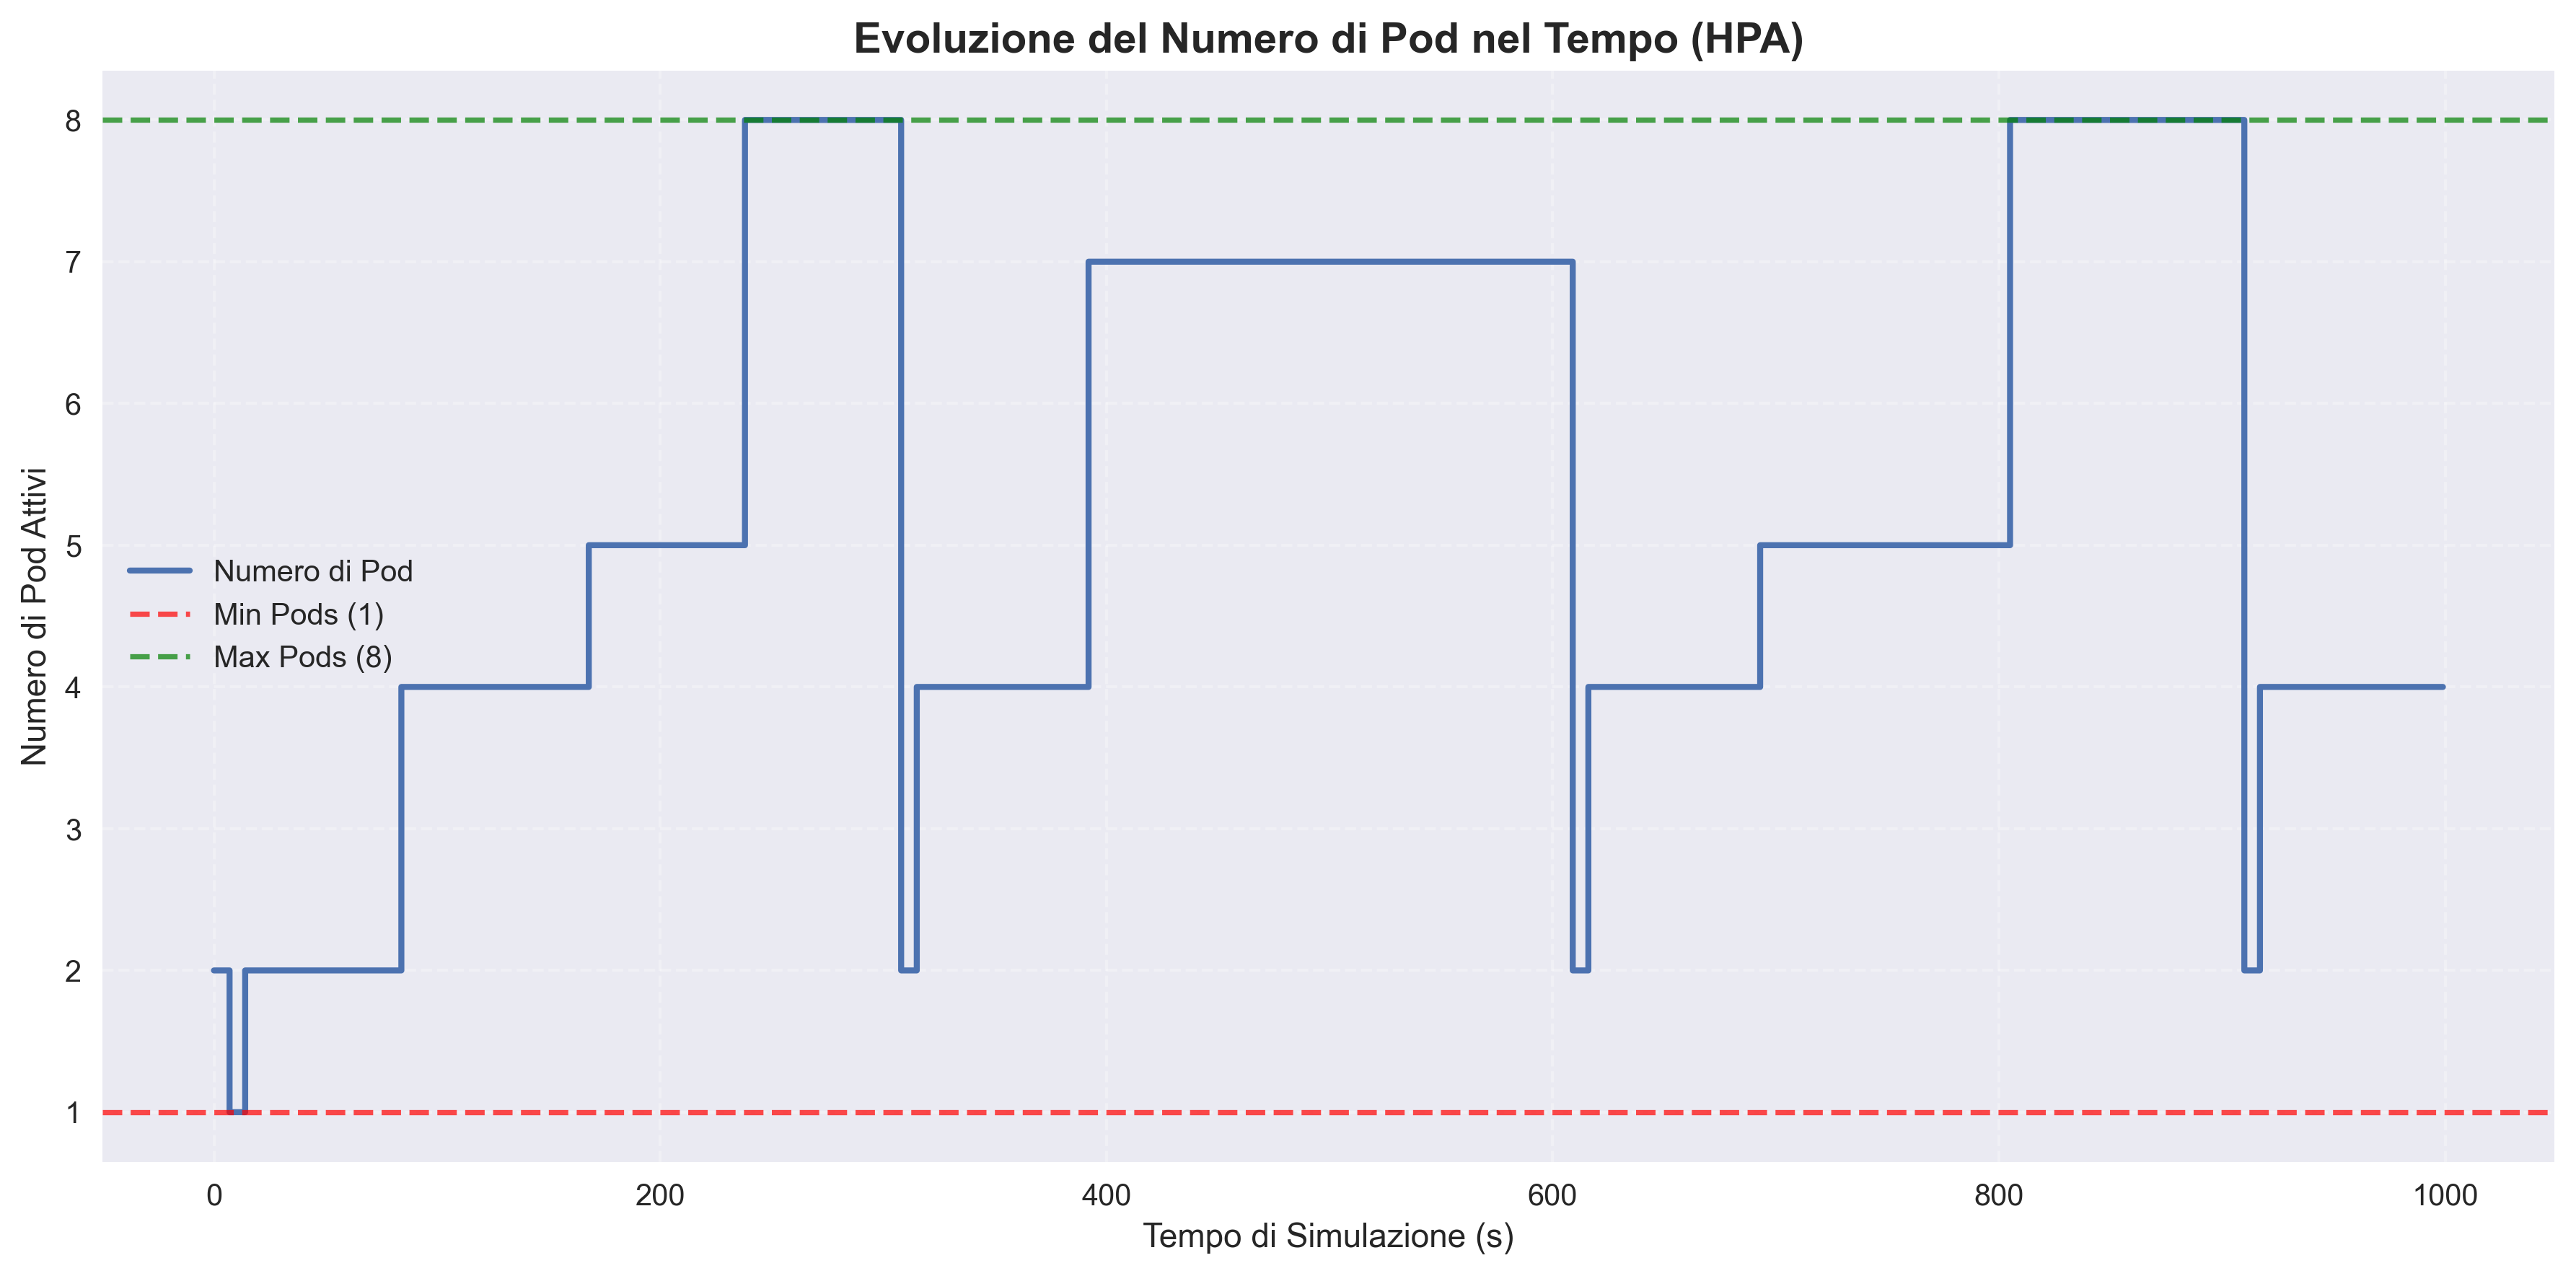 Evoluzione del Numero di Pod nel Tempo (HPA)
Numero di Pod Attivi
8
7
6
5
4
3
2
1
Numero di Pod
Min Pods (1)
Max Pods (8)
0 200 400 600 800 1000
Tempo di Simulazione (s)